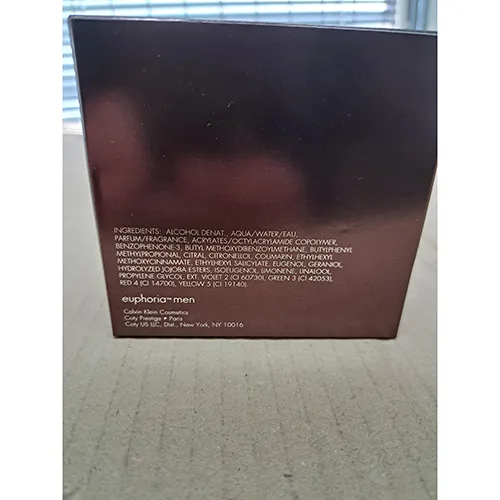 INGREDIENTS: ALCOHOL DENAT., AQUA/WATER/EAU,
PARFUM/FRAGRANCE, ACRYLATES/OCTYLACRYLAMIDE COPOLYMER,
BENZOPHENONE-3, BUTYL METHOXYDIBENZOYLMETHANE, BUTYLPHENYL
METHYLPROPIONAL, CITRAL, CITRONELLOL, COUMARIN, ETHYLHEXYL
METHOXYCINNAMATE, ETHYLHEXYL SALICYLATE, EUGENOL, GERANIOL,
HYDROLYZED JOJOBA ESTERS, ISOEUGENOL, LIMONENE, LINALOOL,
PROPYLENE GLYCOL, EXT. VIOLET 2 (CI 60730), GREEN 3 (CI 42053),
RED 4 (CI 14700), YELLOW 5 (CI 19140).
euphoria™ men
Calvin Klein Cosmetics
Coty Prestige • Paris
Coty US LLC, Dist., New York, NY 10016